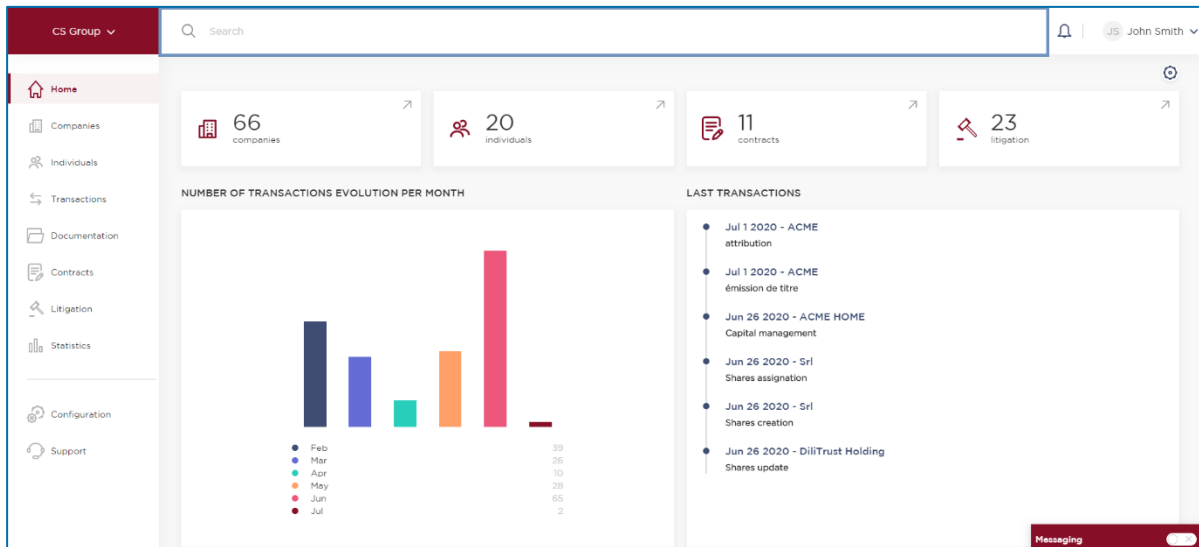 CS Group
Search
JS John Smith
Home
Companies
Individuals
Transactions
Documentation
Contracts
Litigation
Statistics
Configuration
Support
66
companies
20
individuals
11
contracts
23
litigation
NUMBER OF TRANSACTIONS EVOLUTION PER MONTH
Feb 39
Mar 26
Apr 10
May 28
Jun 65
Jul 2
LAST TRANSACTIONS
Jul 1 2020 - ACME
attribution
Jul 1 2020 - ACME
émission de titre
Jun 26 2020 - ACME HOME
Capital management
Jun 26 2020 - Srl
Shares assignation
Jun 26 2020 - Srl
Shares creation
Jun 26 2020 - DiliTrust Holding
Shares update
Messaging